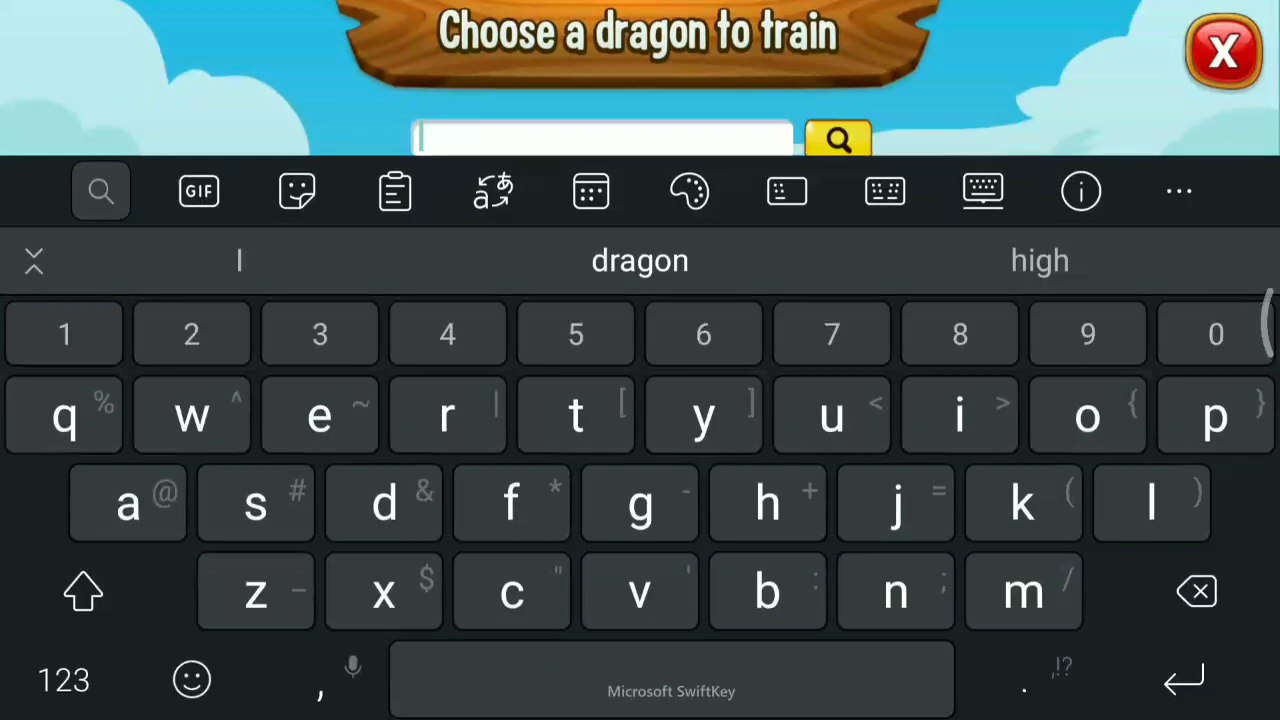 Choose a dragon to train
X
GIF
I dragon high
1 2 3 4 5 6 7 8 9 0
q % w ^ e ~ r | t [ y ] u < i > o { p }
a @ s # d & f * g - h + j = k ( l )
z _ x $ c " v ' b : n ; m /
123 , Microsoft SwiftKey . ,!?